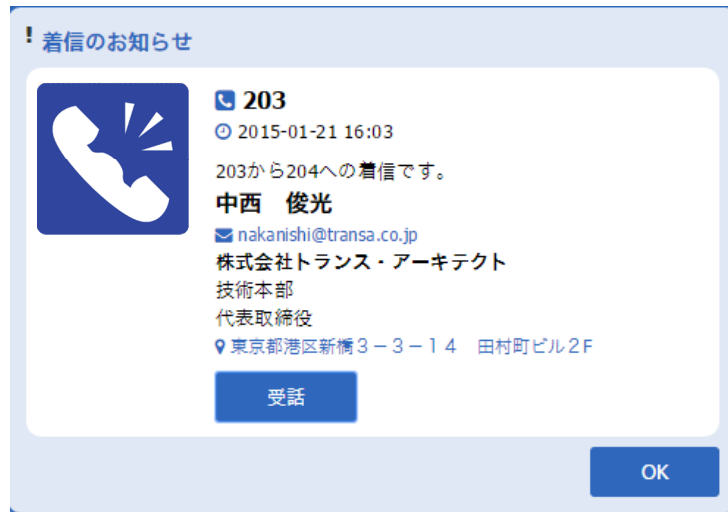 ! 着信のお知らせ
203
2015-01-21 16:03
203から204への着信です。
中西　俊光
nakanishi@transa.co.jp
株式会社トランス・アーキテクト
技術本部
代表取締役
東京都港区新橋３－３－１４　田村町ビル２F
受話
OK